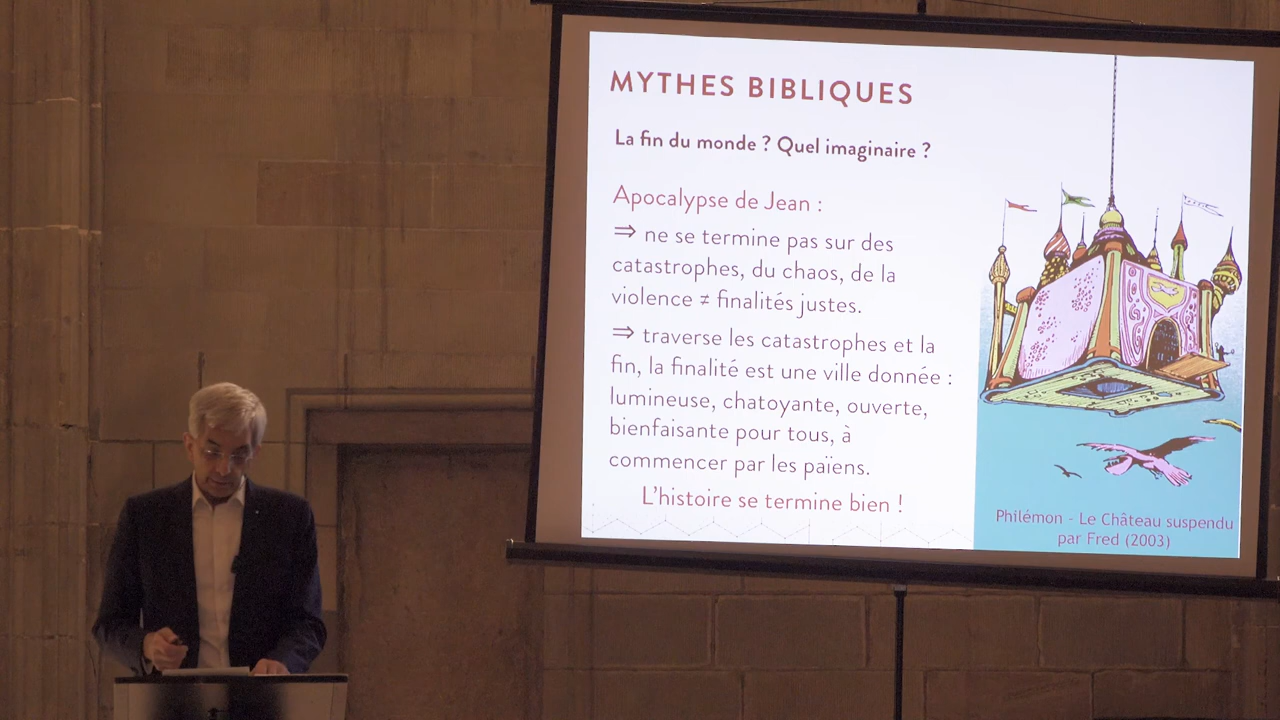 MYTHES BIBLIQUES
La fin du monde ? Quel imaginaire ?
Apocalypse de Jean :
⇒ ne se termine pas sur des
catastrophes, du chaos, de la
violence ≠ finalités justes.
⇒ traverse les catastrophes et la
fin, la finalité est une ville donnée :
lumineuse, chatoyante, ouverte,
bienfaisante pour tous, à
commencer par les païens.
L'histoire se termine bien !
Philémon - Le Château suspendu
par Fred (2003)